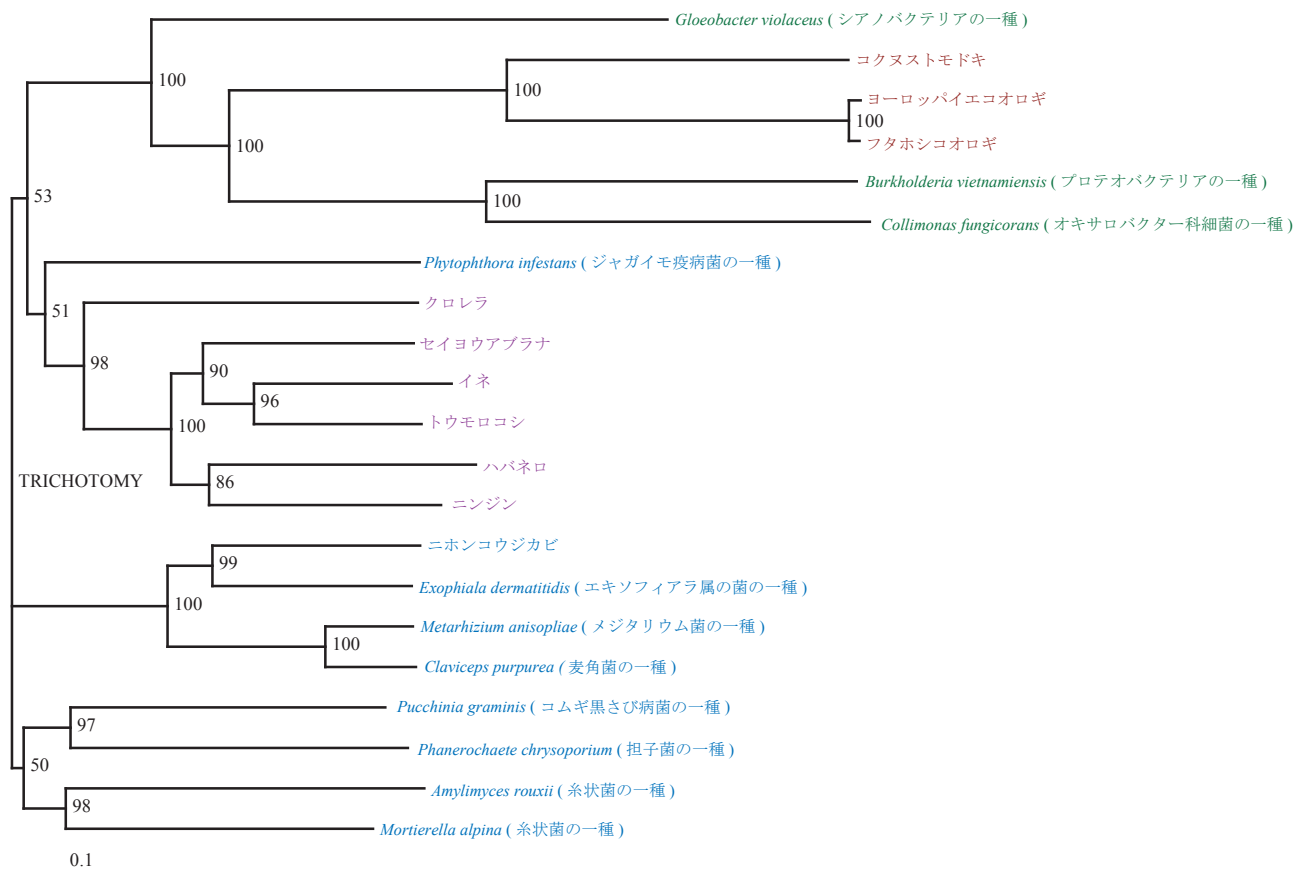 Gloeobacter violaceus ( シアノバクテリアの一種 )
コクヌストモドキ
100
100
ヨーロッパイエコオロギ
100
フタホシコオロギ
100
Burkholderia vietnamiensis ( プロテオバクテリアの一種 )
53
100
Collimonas fungicorans ( オキサロバクター科細菌の一種 )
Phytophthora infestans ( ジャガイモ疫病菌の一種 )
クロレラ
51
セイヨウアブラナ
98
90
イネ
96
トウモロコシ
100
ハバネロ
TRICHOTOMY
86
ニンジン
ニホンコウジカビ
99
Exophiala dermatitidis ( エキソフィアラ属の菌の一種 )
100
Metarhizium anisopliae ( メジタリウム菌の一種 )
100
Claviceps purpurea ( 麦角菌の一種 )
Pucchinia graminis ( コムギ黒さび病菌の一種 )
97
Phanerochaete chrysoporium ( 担子菌の一種 )
50
Amylimyces rouxii ( 糸状菌の一種 )
98
Mortierella alpina ( 糸状菌の一種 )
0.1